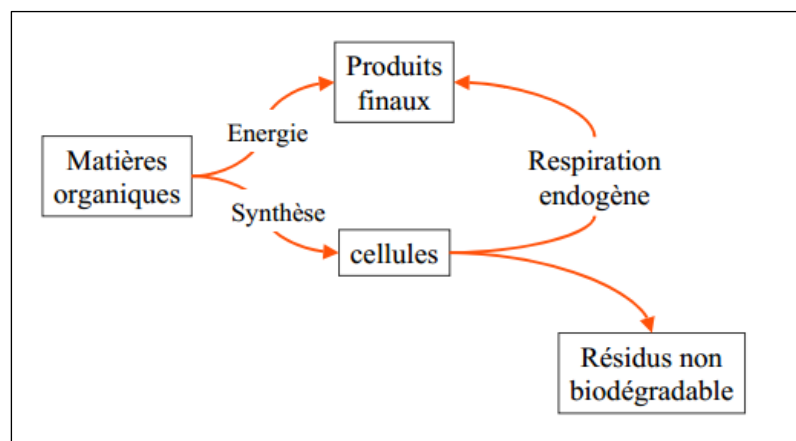 Produits
finaux
Energie
Matières
organiques
Respiration
endogène
Synthèse
cellules
Résidus non
biodégradable